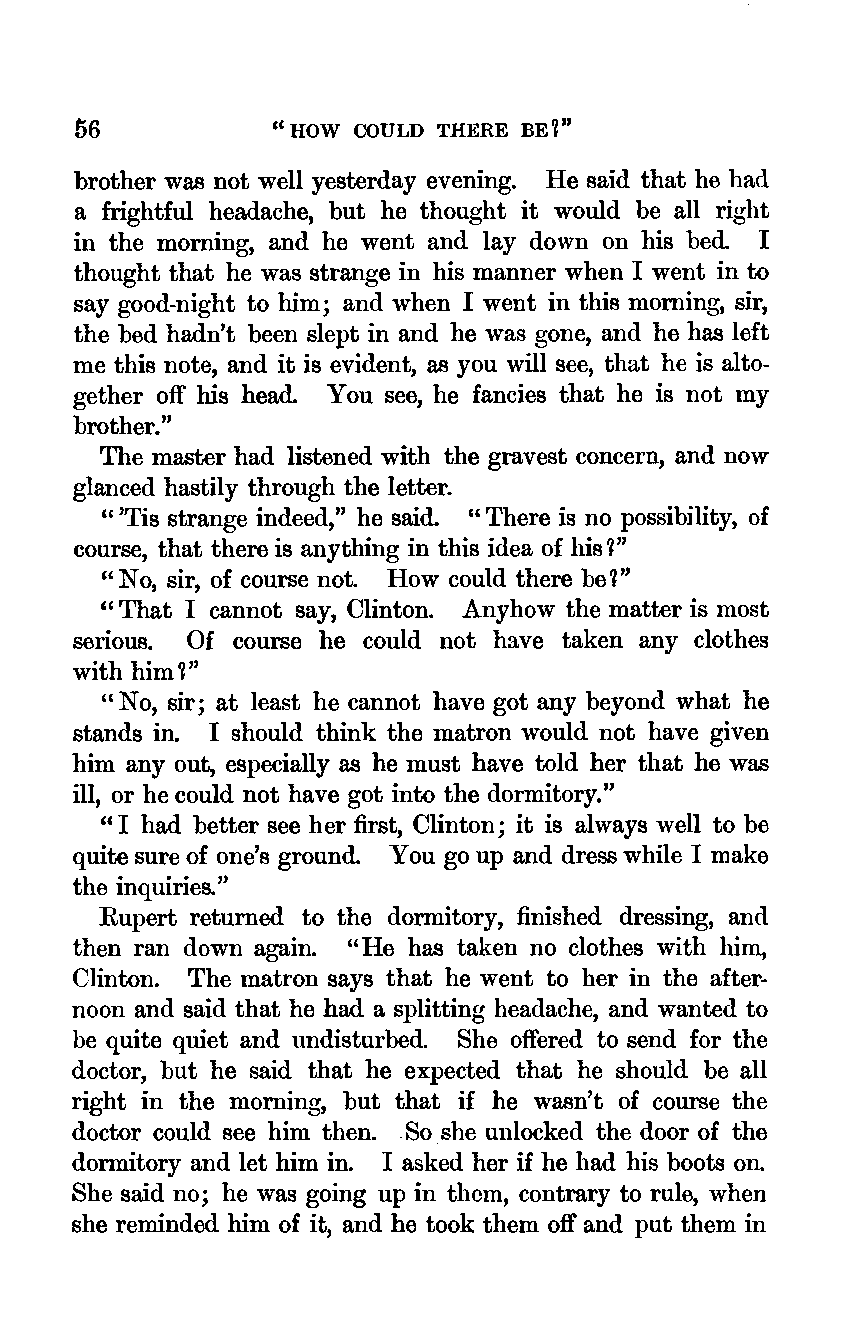 56 “HOW COULD THERE BE?”
brother was not well yesterday evening. He said that he had
a frightful headache, but he thought it would be all right
in the morning, and he went and lay down on his bed. I
thought that he was strange in his manner when I went in to
say good-night to him; and when I went in this morning, sir,
the bed hadn't been slept in and he was gone, and he has left
me this note, and it is evident, as you will see, that he is alto-
gether off his head. You see, he fancies that he is not my
brother.”
The master had listened with the gravest concern, and now
glanced hastily through the letter.
“'Tis strange indeed,” he said. “There is no possibility, of
course, that there is anything in this idea of his?”
“No, sir, of course not. How could there be?”
“That I cannot say, Clinton. Anyhow the matter is most
serious. Of course he could not have taken any clothes
with him?”
“No, sir; at least he cannot have got any beyond what he
stands in. I should think the matron would not have given
him any out, especially as he must have told her that he was
ill, or he could not have got into the dormitory.”
“I had better see her first, Clinton; it is always well to be
quite sure of one's ground. You go up and dress while I make
the inquiries.”
Rupert returned to the dormitory, finished dressing, and
then ran down again. “He has taken no clothes with him,
Clinton. The matron says that he went to her in the after-
noon and said that he had a splitting headache, and wanted to
be quite quiet and undisturbed. She offered to send for the
doctor, but he said that he expected that he should be all
right in the morning, but that if he wasn't of course the
doctor could see him then. So she unlocked the door of the
dormitory and let him in. I asked her if he had his boots on.
She said no; he was going up in them, contrary to rule, when
she reminded him of it, and he took them off and put them in